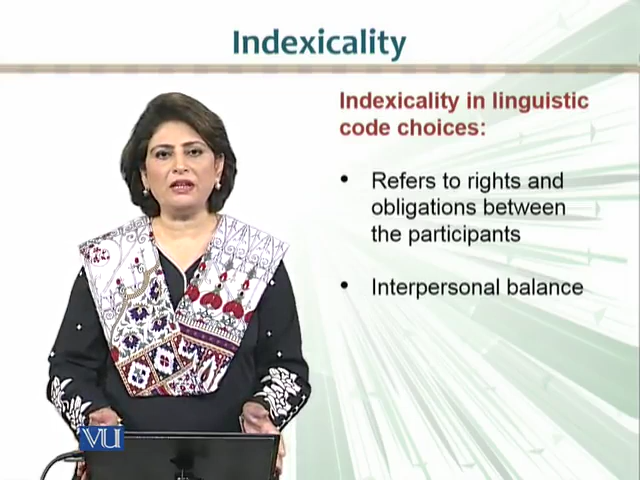 Indexicality
Indexicality in linguistic
code choices:
• Refers to rights and
obligations between
the participants
• Interpersonal balance
VU